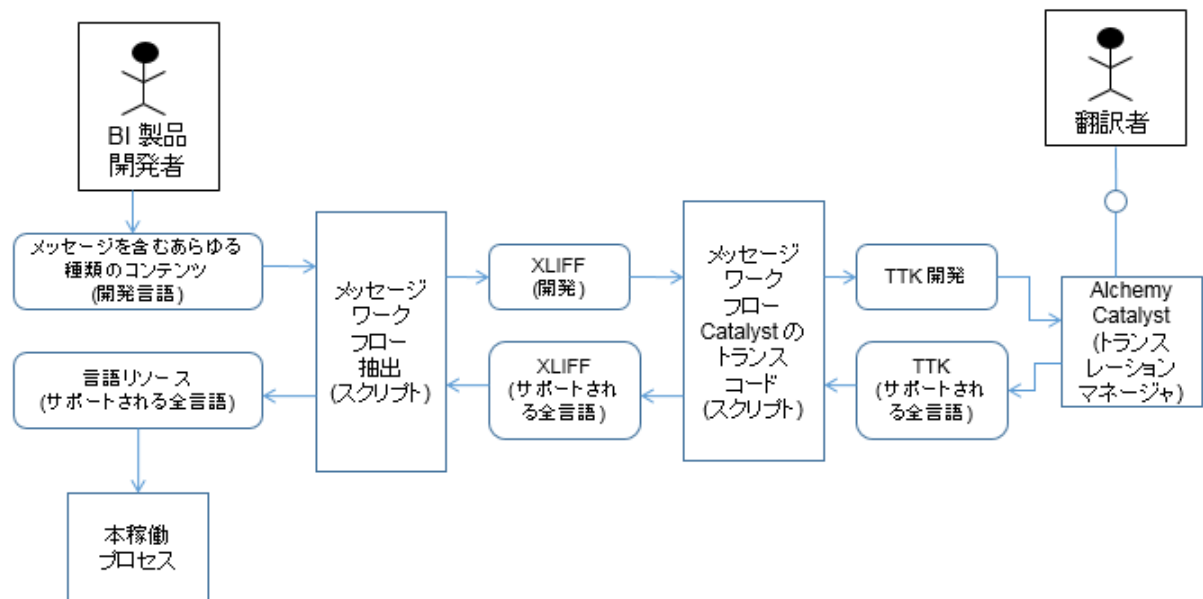 BI 製品
開発者
翻訳者
メッセージを含むあらゆる
種類のコンテンツ
(開発言語)
メッセージ
ワーク
フロー
抽出
(スクリプト)
XLIFF
(開発)
メッセージ
ワーク
フロー
Catalyst の
トランス
コード
(スクリプト)
TTK 開発
Alchemy
Catalyst
(トランス
レーション
マネージャ)
言語リソース
(サポートされる全言語)
XLIFF
(サポートされ
る全言語)
TTK
(サポートされ
る全言語)
本稼働
プロセス